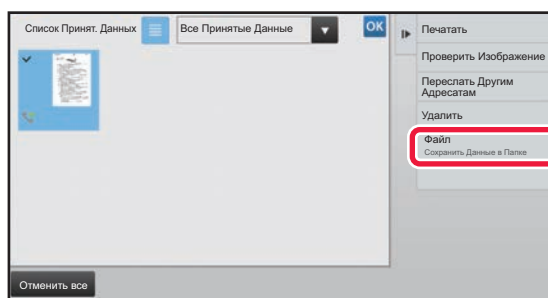 Список Принят. Данных
Все Принятые Данные
OK
Печатать
Проверить Изображение
Переслать Другим
Адресатам
Удалить
Файл
Сохранить Данные в Папке
Отменить все